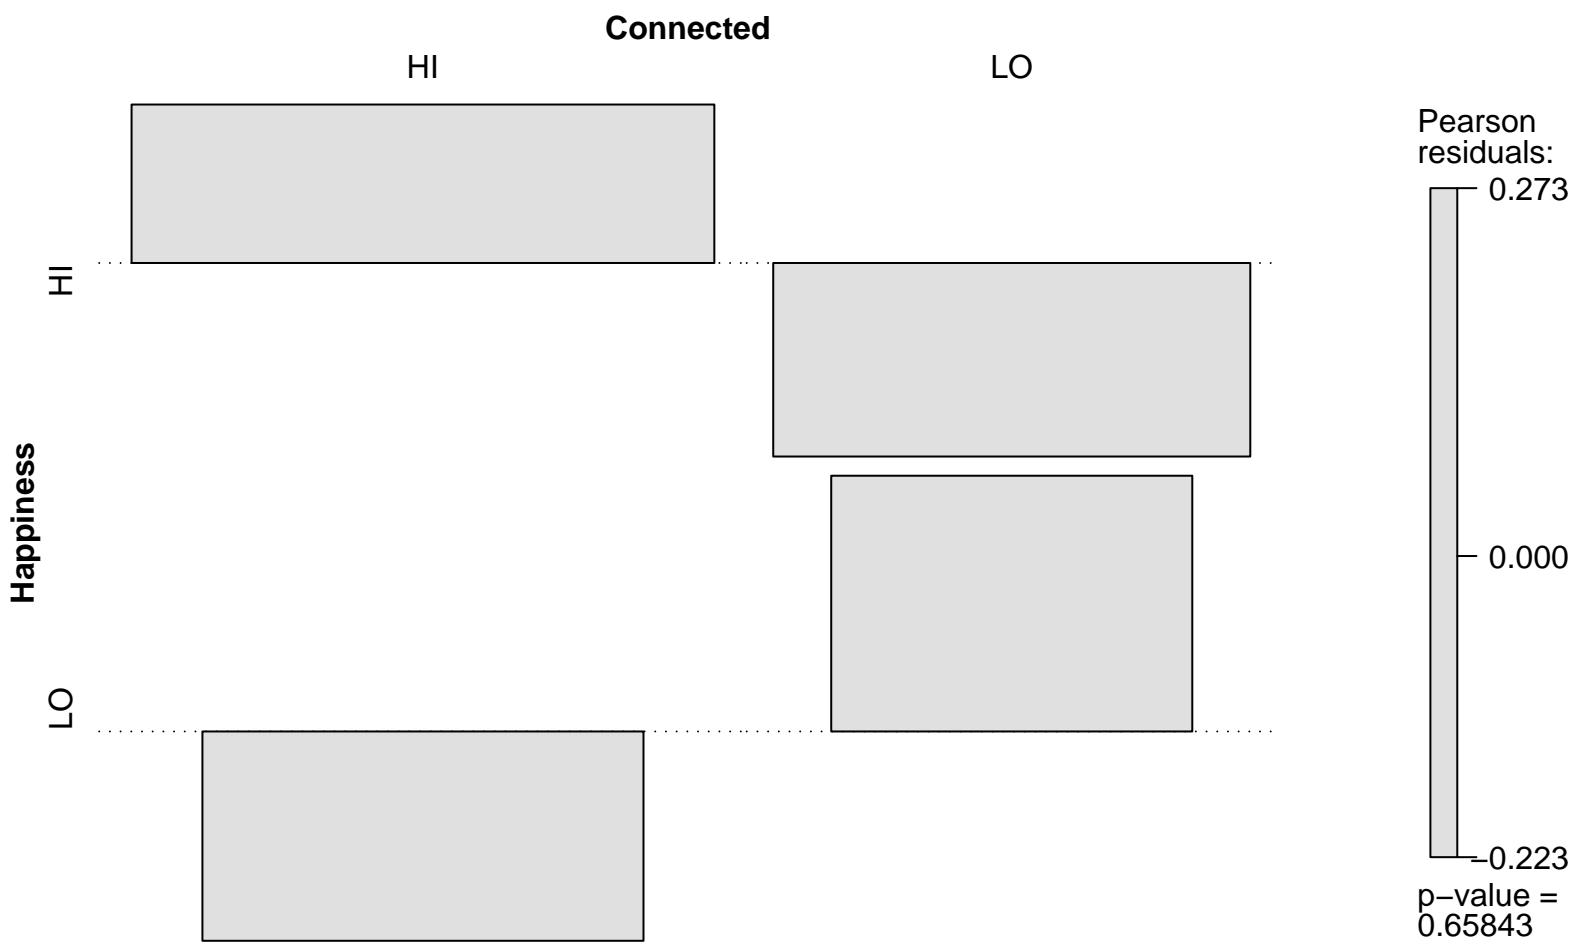 Connected
HI
LO
Happiness
HI
LO
Pearson
residuals:
0.273
0.000
−0.223
p−value =
0.65843